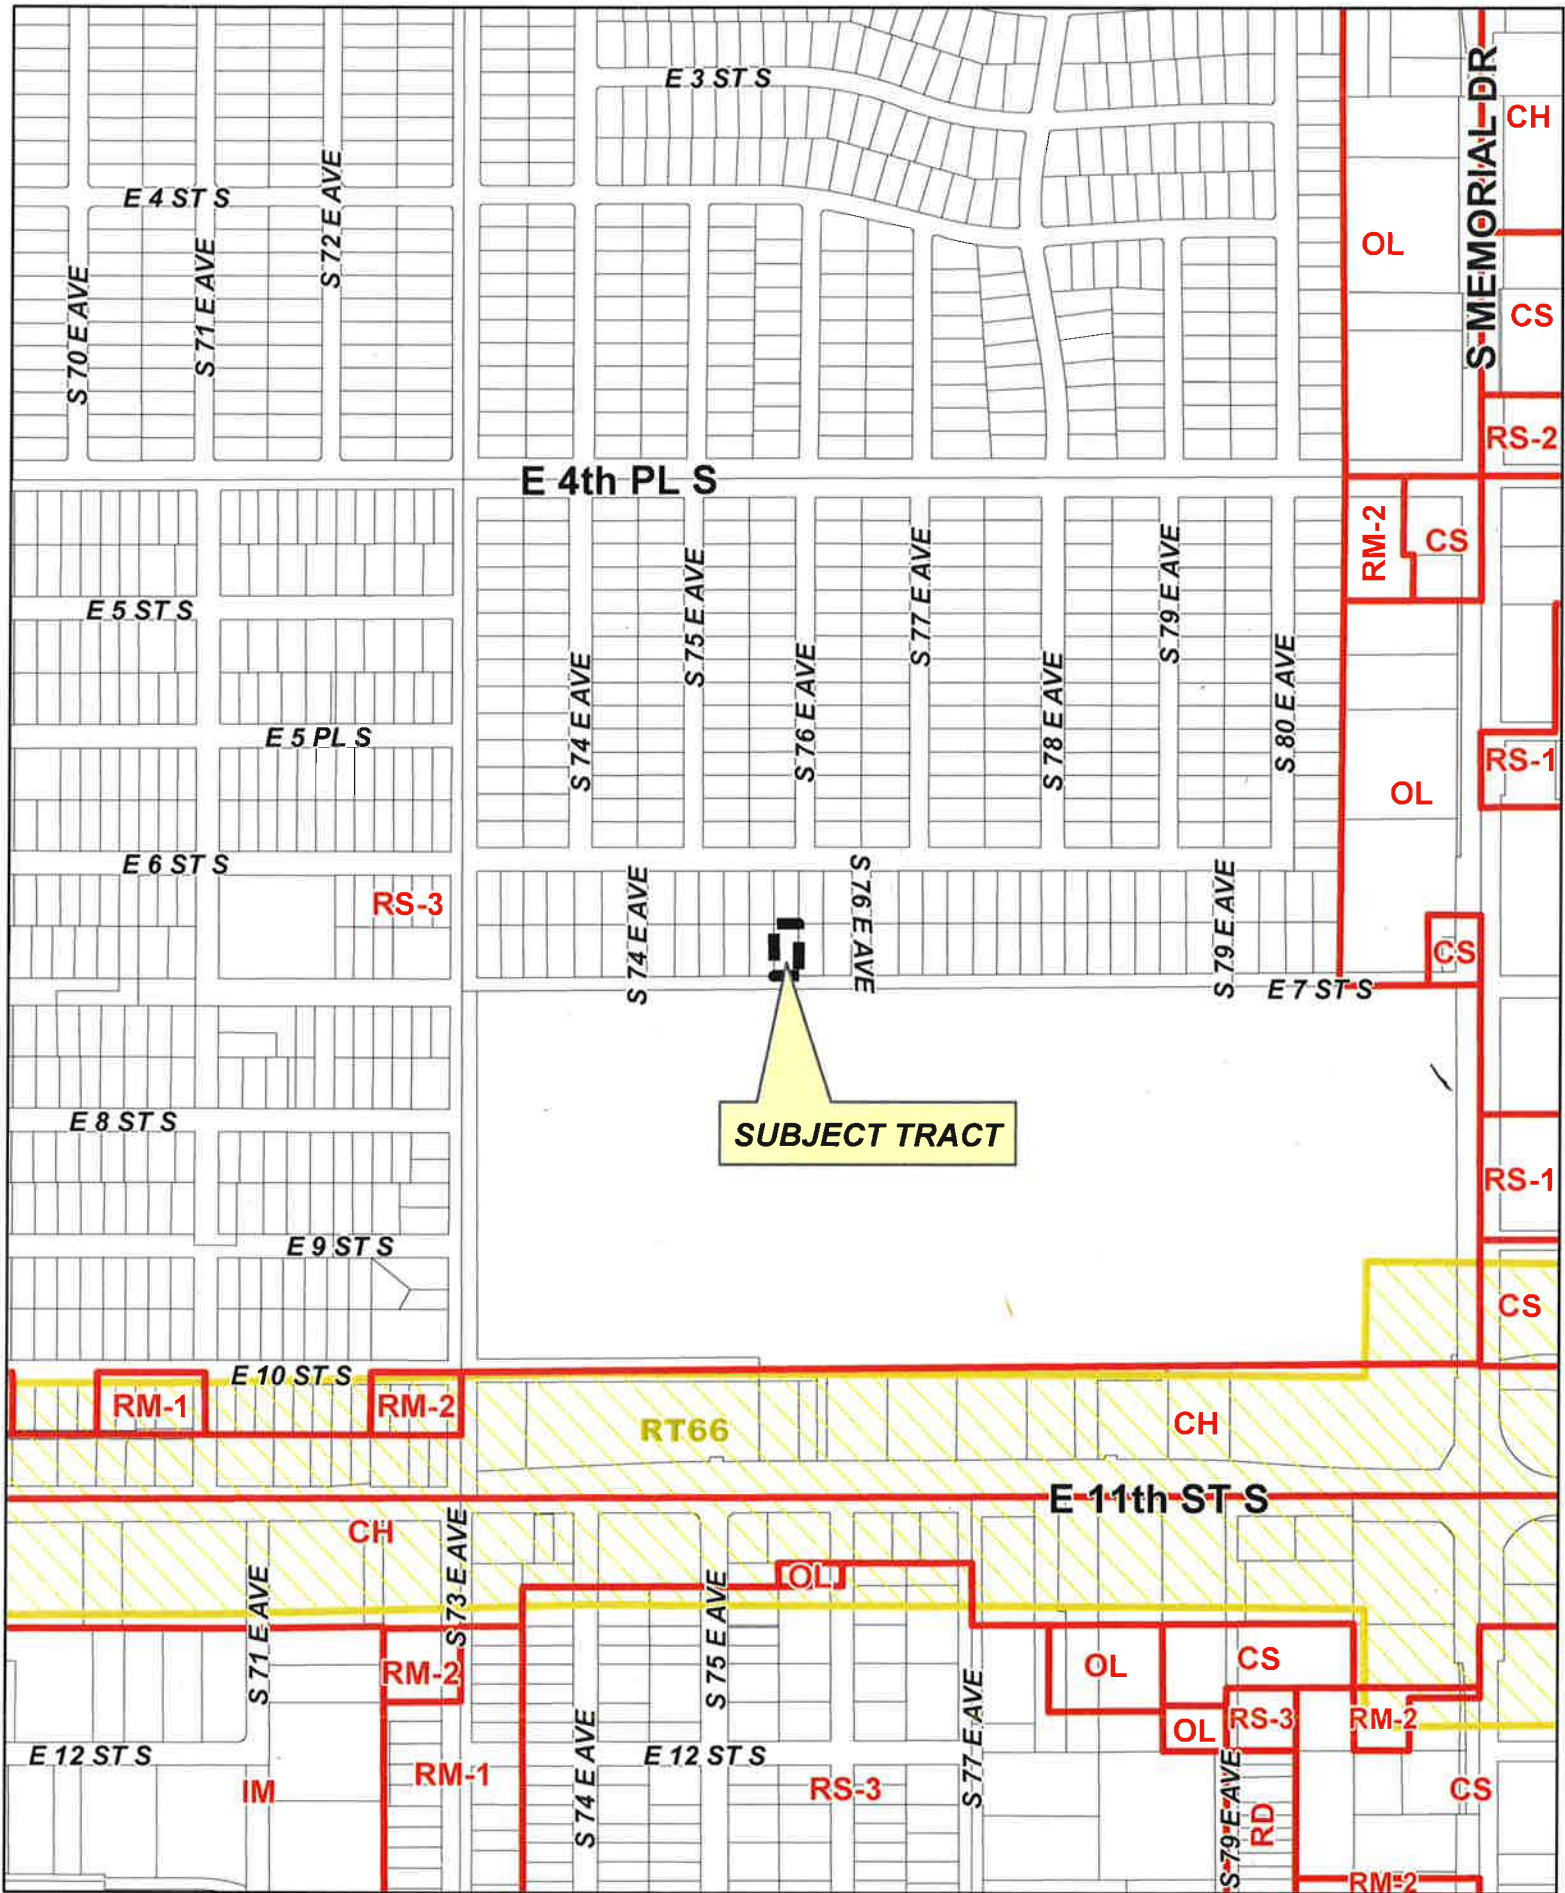 E 3 ST S
S MEMORIAL DR
CH
E 4 ST S
S 72 E AVE
S 71 E AVE
S 70 E AVE
OL
CS
RS-2
E 4th PL S
RM-2
CS
E 5 ST S
S 74 E AVE
S 75 E AVE
S 76 E AVE
S 77 E AVE
S 78 E AVE
S 79 E AVE
S 80 E AVE
E 5 PL S
RS-1
OL
E 6 ST S
RS-3
S 74 E AVE
S 76 E AVE
S 79 E AVE
CS
E 7 ST S
SUBJECT TRACT
E 8 ST S
RS-1
E 9 ST S
CS
E 10 ST S
RM-1
RM-2
RT66
CH
E 11th ST S
CH
S 73 E AVE
S 71 E AVE
S 75 E AVE
OL
RM-2
OL
CS
OL
RS-3
RM-2
E 12 ST S
IM
RM-1
S 74 E AVE
E 12 ST S
RS-3
S 77 E AVE
S 79 E AVE
RD
CS
RM-2